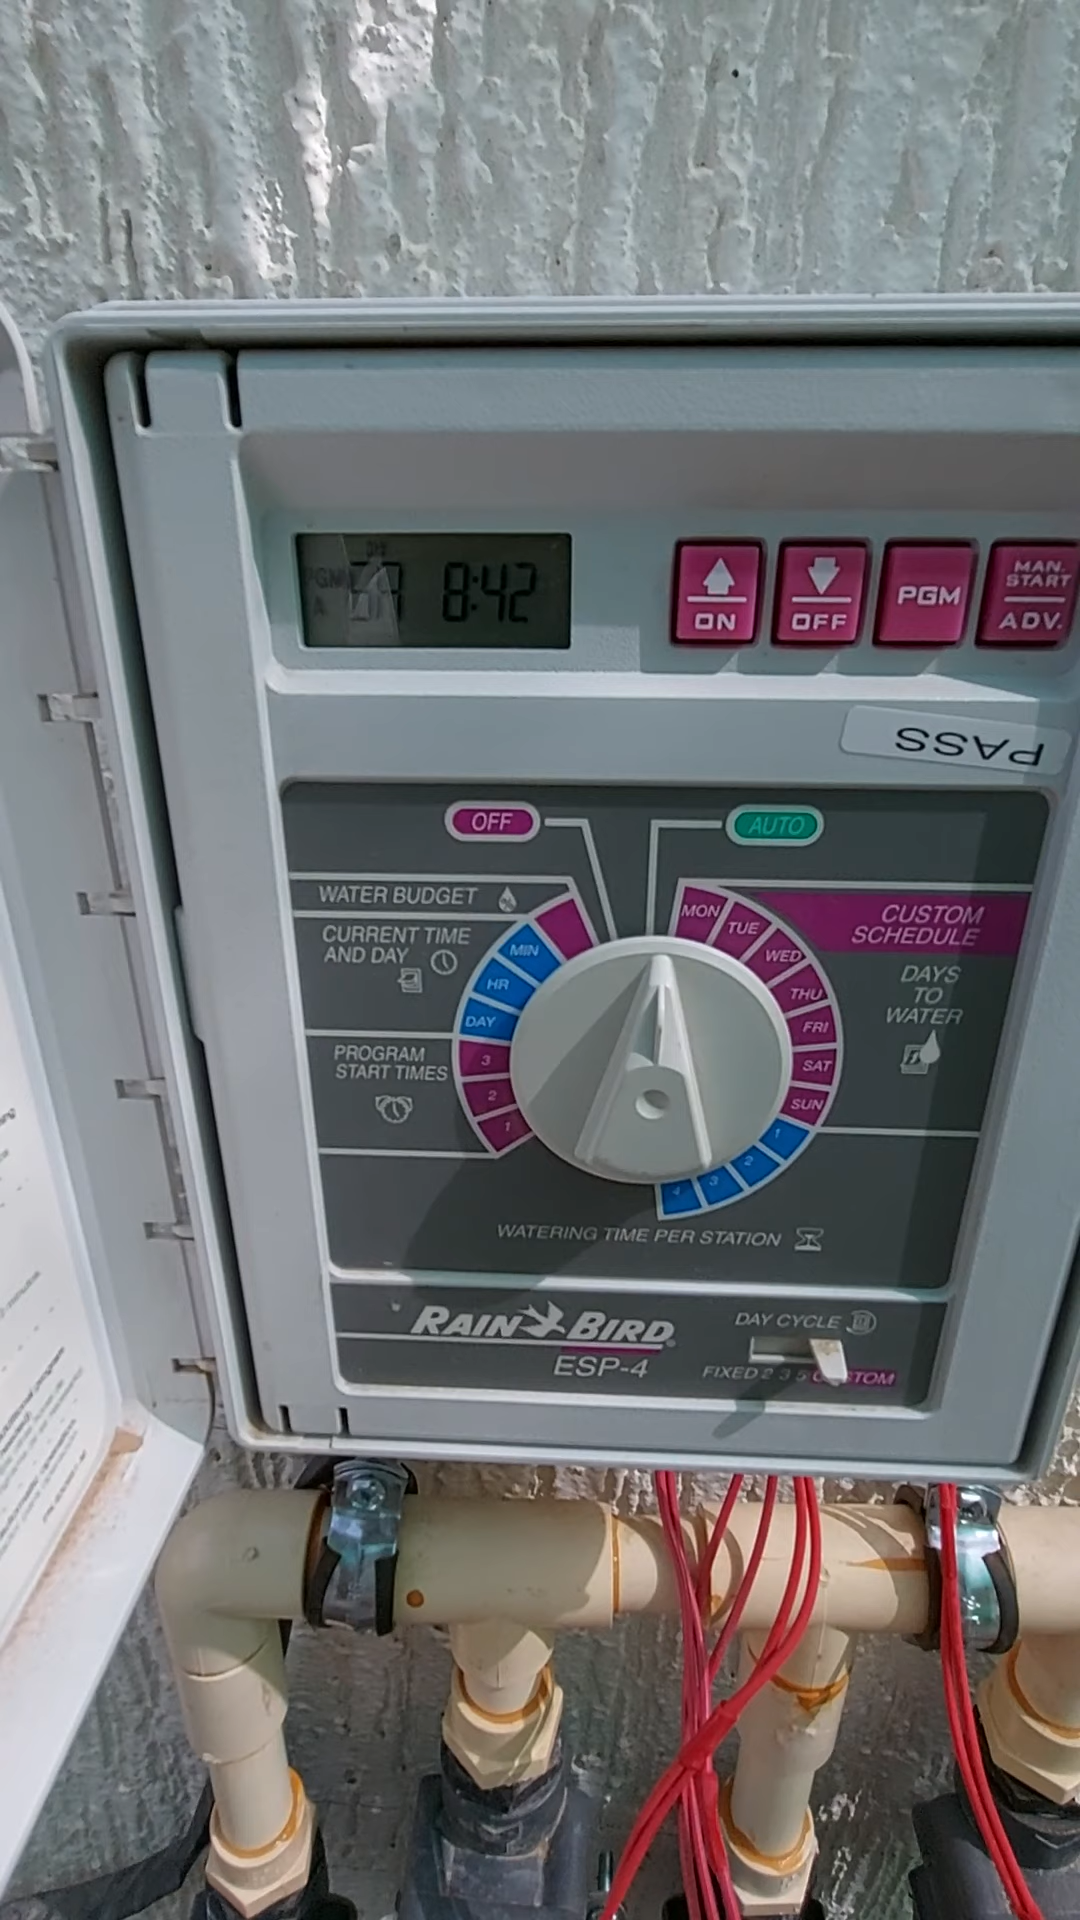 8:42
ON
OFF
PGM
MAN.
START
ADV.
PASS
OFF
AUTO
WATER BUDGET
CURRENT TIME
AND DAY
MIN
HR
DAY
3
2
1
PROGRAM
START TIMES
MON
TUE
WED
THU
FRI
SAT
SUN
CUSTOM
SCHEDULE
DAYS
TO
WATER
1
2
3
4
WATERING TIME PER STATION
RAIN BIRD®
ESP-4
DAY CYCLE
FIXED 2 3 5